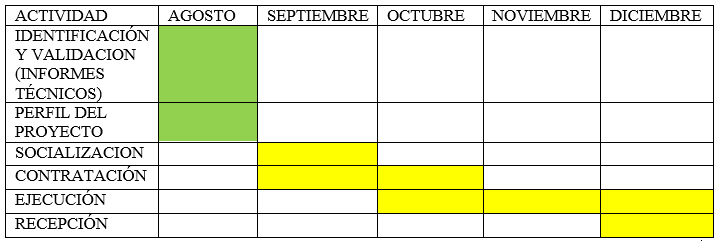 ACTIVIDAD AGOSTO SEPTIEMBRE OCTUBRE NOVIEMBRE DICIEMBRE
IDENTIFICACIÓN
Y VALIDACION
(INFORMES
TÉCNICOS)
PERFIL DEL
PROYECTO
SOCIALIZACION
CONTRATACIÓN
EJECUCIÓN
RECEPCIÓN